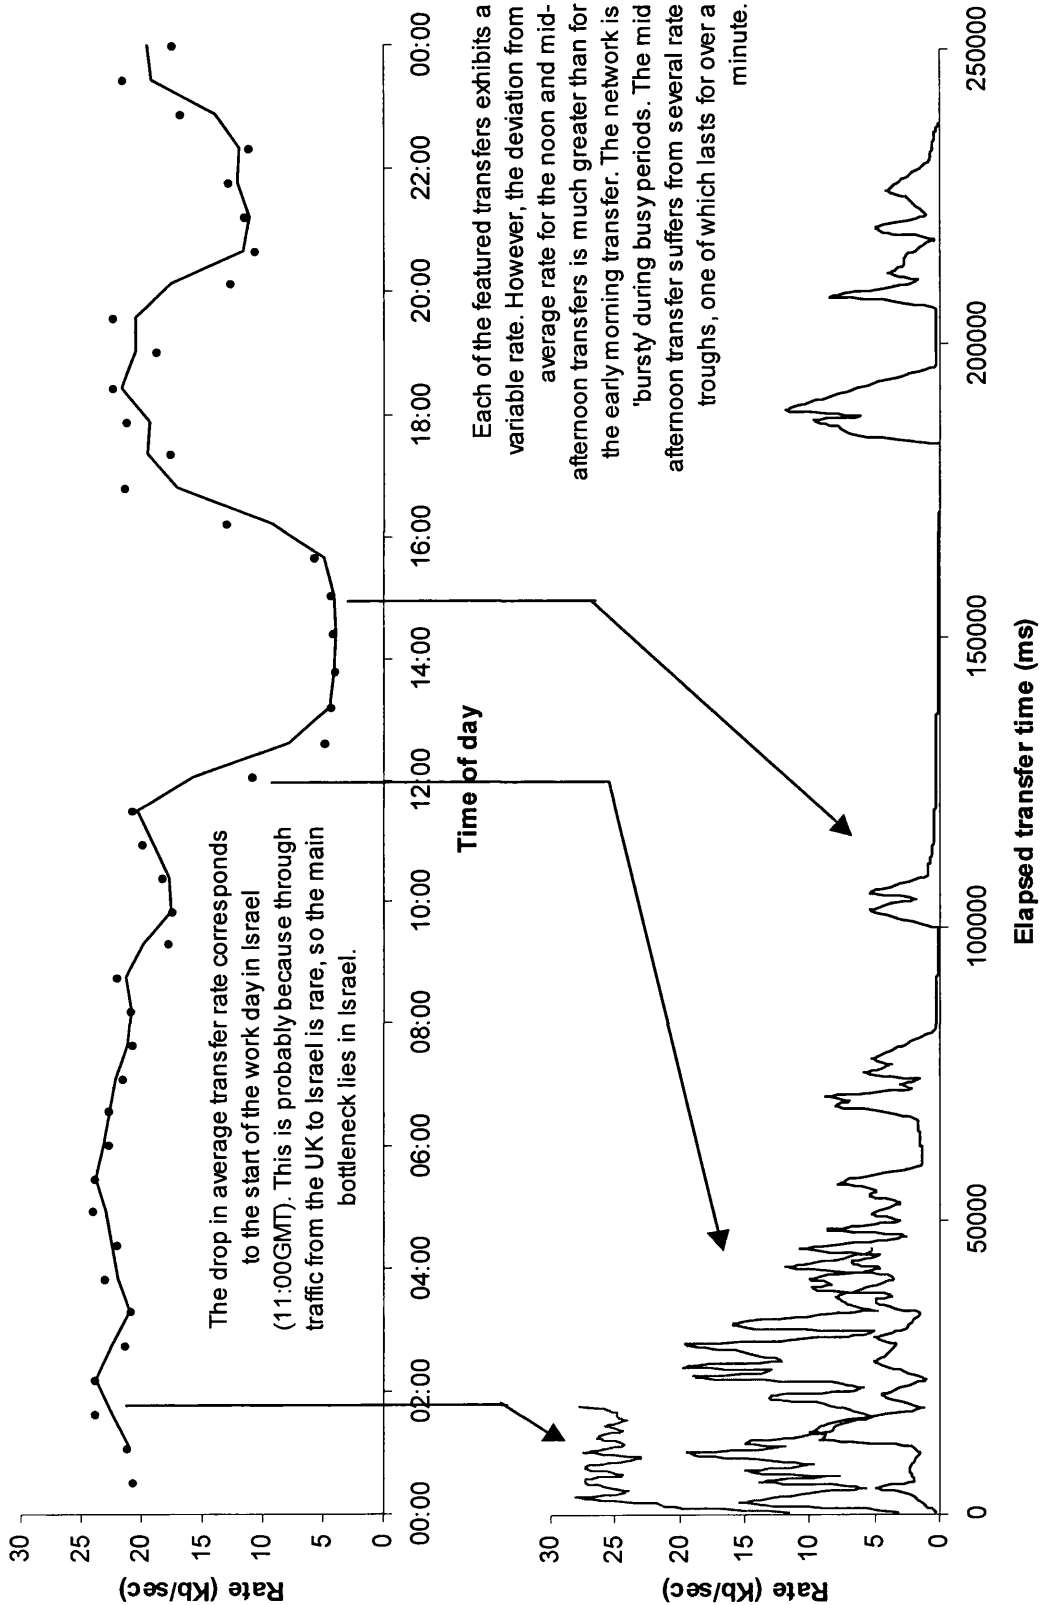 30
25
20
15
10
5
0
Rate (Kb/sec)
00:00
02:00
04:00
06:00
08:00
10:00
12:00
14:00
16:00
18:00
20:00
22:00
00:00
Time of day
The drop in average transfer rate corresponds
to the start of the work day in Israel
(11:00GMT). This is probably because through
traffic from the UK to Israel is rare, so the main
bottleneck lies in Israel.
Each of the featured transfers exhibits a
variable rate. However, the deviation from
average rate for the noon and mid-
afternoon transfers is much greater than for
the early morning transfer. The network is
'bursty during busy periods. The mid
afternoon transfer suffers from several rate
troughs, one of which lasts for over a
minute.
30
25
20
15
10
5
0
Rate (Kb/sec)
0
50000
100000
150000
200000
250000
Elapsed transfer time (ms)